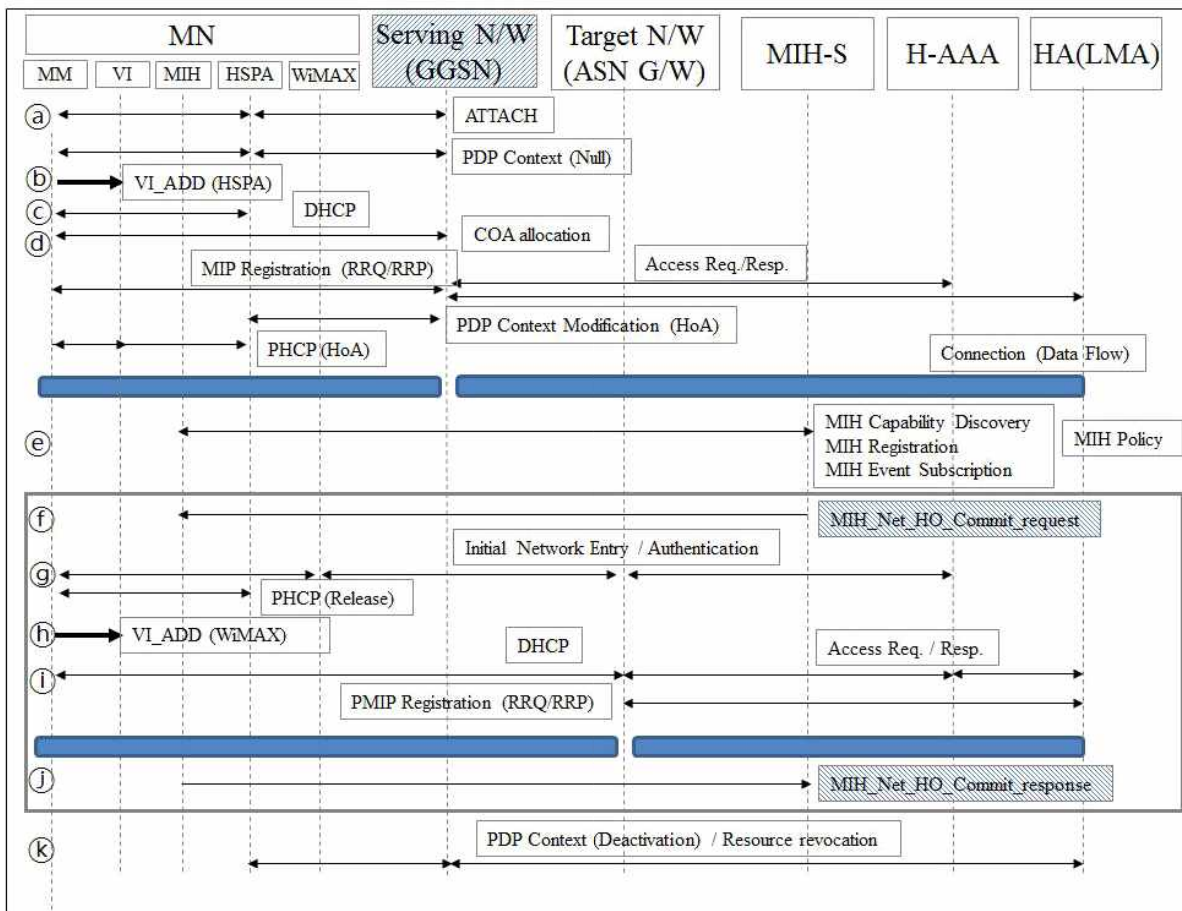 MN
Serving N/W
(GGSN)
Target N/W
(ASN G/W)
MIH-S
H-AAA
HA(LMA)
MM
VI
MIH
HSPA
WiMAX
ⓐ
ATTACH
PDP Context (Null)
ⓑ
VI_ADD (HSPA)
ⓒ
DHCP
ⓓ
COA allocation
MIP Registration (RRQ/RRP)
Access Req./Resp.
PDP Context Modification (HoA)
PHCP (HoA)
Connection (Data Flow)
ⓔ
MIH Capability Discovery
MIH Registration
MIH Event Subscription
MIH Policy
ⓕ
MIH_Net_HO_Commit_request
Initial Network Entry / Authentication
ⓖ
PHCP (Release)
ⓗ
VI_ADD (WiMAX)
DHCP
Access Req. / Resp.
ⓘ
PMIP Registration (RRQ/RRP)
ⓙ
MIH_Net_HO_Commit_response
PDP Context (Deactivation) / Resource revocation
ⓚ